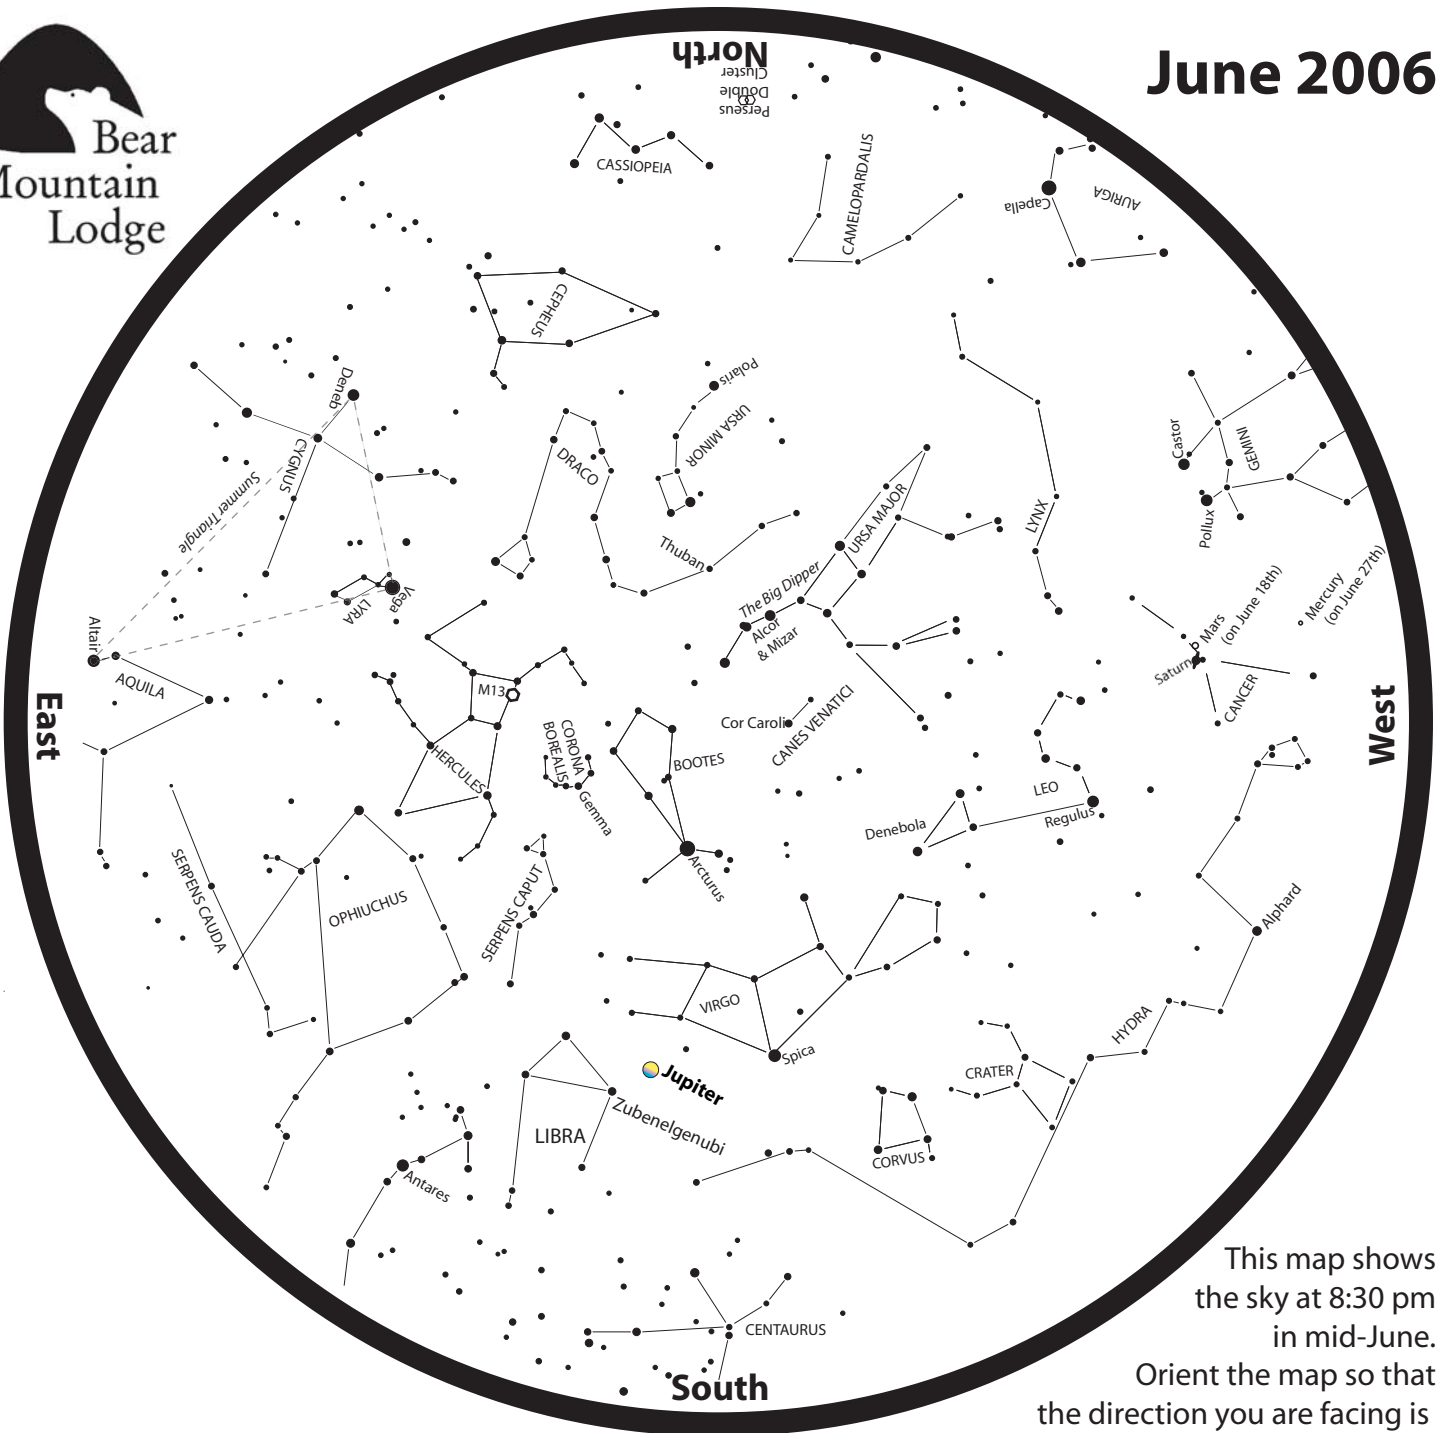 June 2006
Bear
Mountain
Lodge
North
Perseus
Double
Cluster
CASSIOPEIA
CAMELOPARDALIS
Capella
AURIGA
CEPHEUS
Polaris
URSA MINOR
Deneb
CYGNUS
Summer Triangle
DRACO
Thuban
URSA MAJOR
The Big Dipper
Alcor
& Mizar
LYNX
Castor
GEMINI
Pollux
Mercury
(on June 27th)
Mars
(on June 18th)
Saturn
CANCER
Vega
LYRA
Altair
AQUILA
East
West
M13
HERCULES
CORONA
BOREALIS
Gemma
BOOTES
Cor Caroli
CANES VENATICI
LEO
Regulus
Denebola
Arcturus
SERPENS CAUDA
OPHIUCHUS
SERPENS CAPUT
VIRGO
Spica
Alphard
HYDRA
CRATER
CORVUS
Jupiter
Zubenelgenubi
LIBRA
Antares
CENTAURUS
South
This map shows
the sky at 8:30 pm
in mid-June.
Orient the map so that
the direction you are facing is